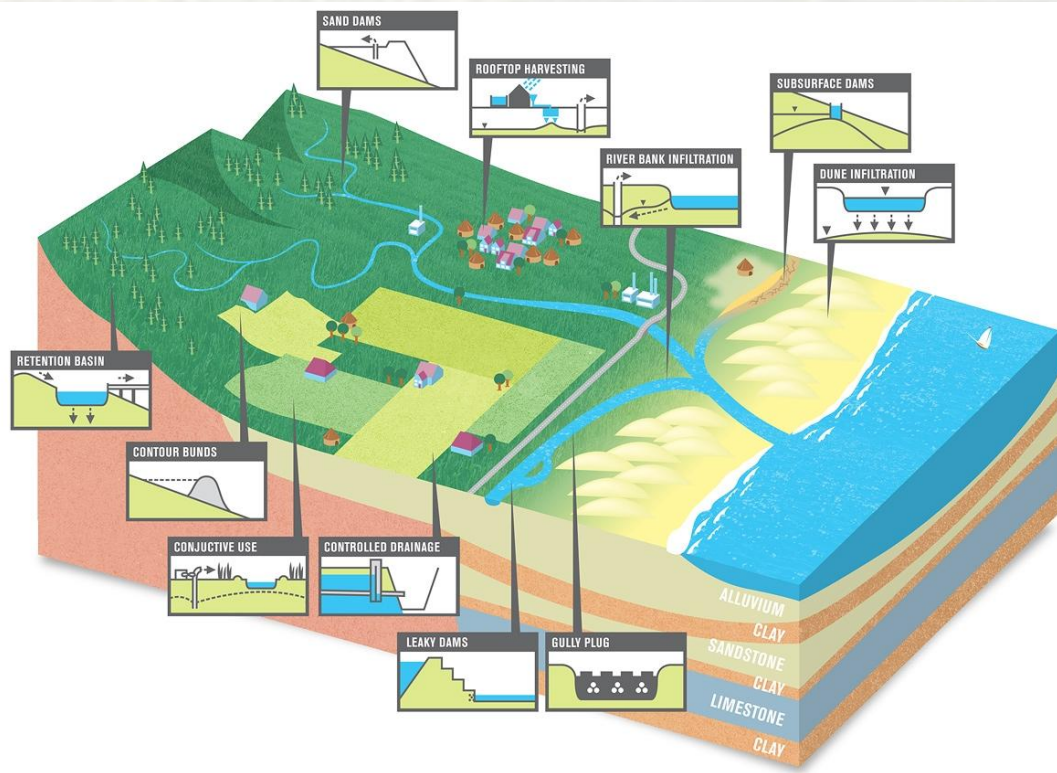 SAND DAMS
ROOFTOP HARVESTING
SUBSURFACE DAMS
RIVER BANK INFILTRATION
DUNE INFILTRATION
RETENTION BASIN
CONTOUR BUNDS
CONJUCTIVE USE
CONTROLLED DRAINAGE
LEAKY DAMS
GULLY PLUG
ALLUVIUM
CLAY
SANDSTONE
CLAY
LIMESTONE
CLAY